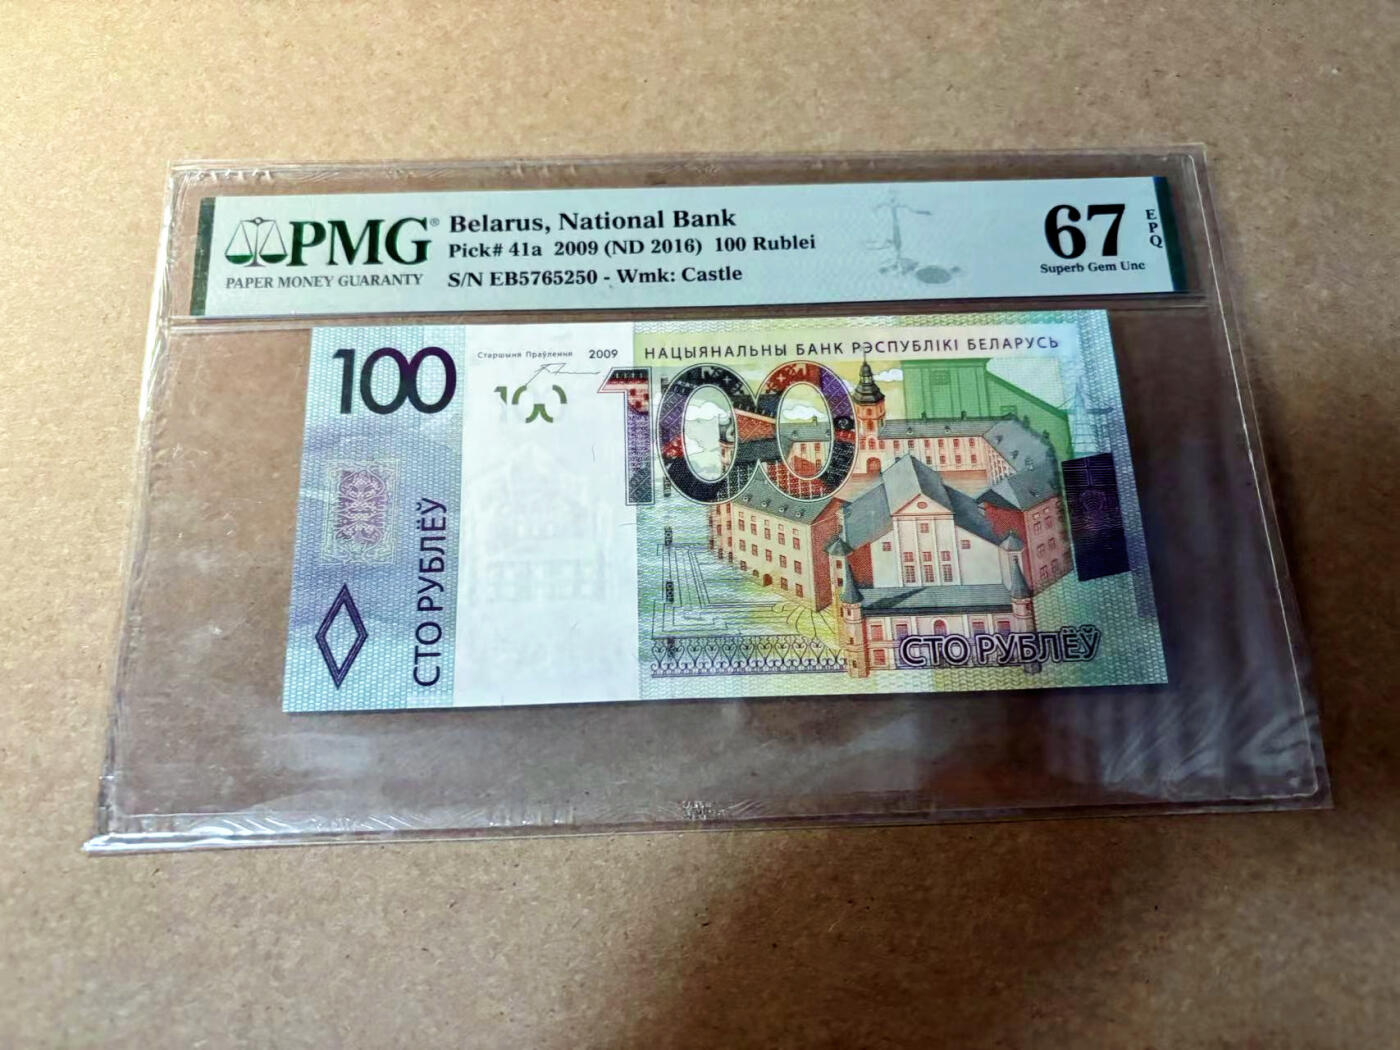 PMG®
PAPER MONEY GUARANTY
Belarus, National Bank
Pick# 41a 2009 (ND 2016) 100 Rublei
S/N EB5765250 - Wmk: Castle
67
EPQ
Superb Gem Unc
100
Старшыня Праўлення 2009
НАЦЫЯНАЛЬНЫ БАНК РЭСПУБЛІКІ БЕЛАРУСЬ
100
100
СТО РУБЛЁЎ
СТО РУБЛЁЎ